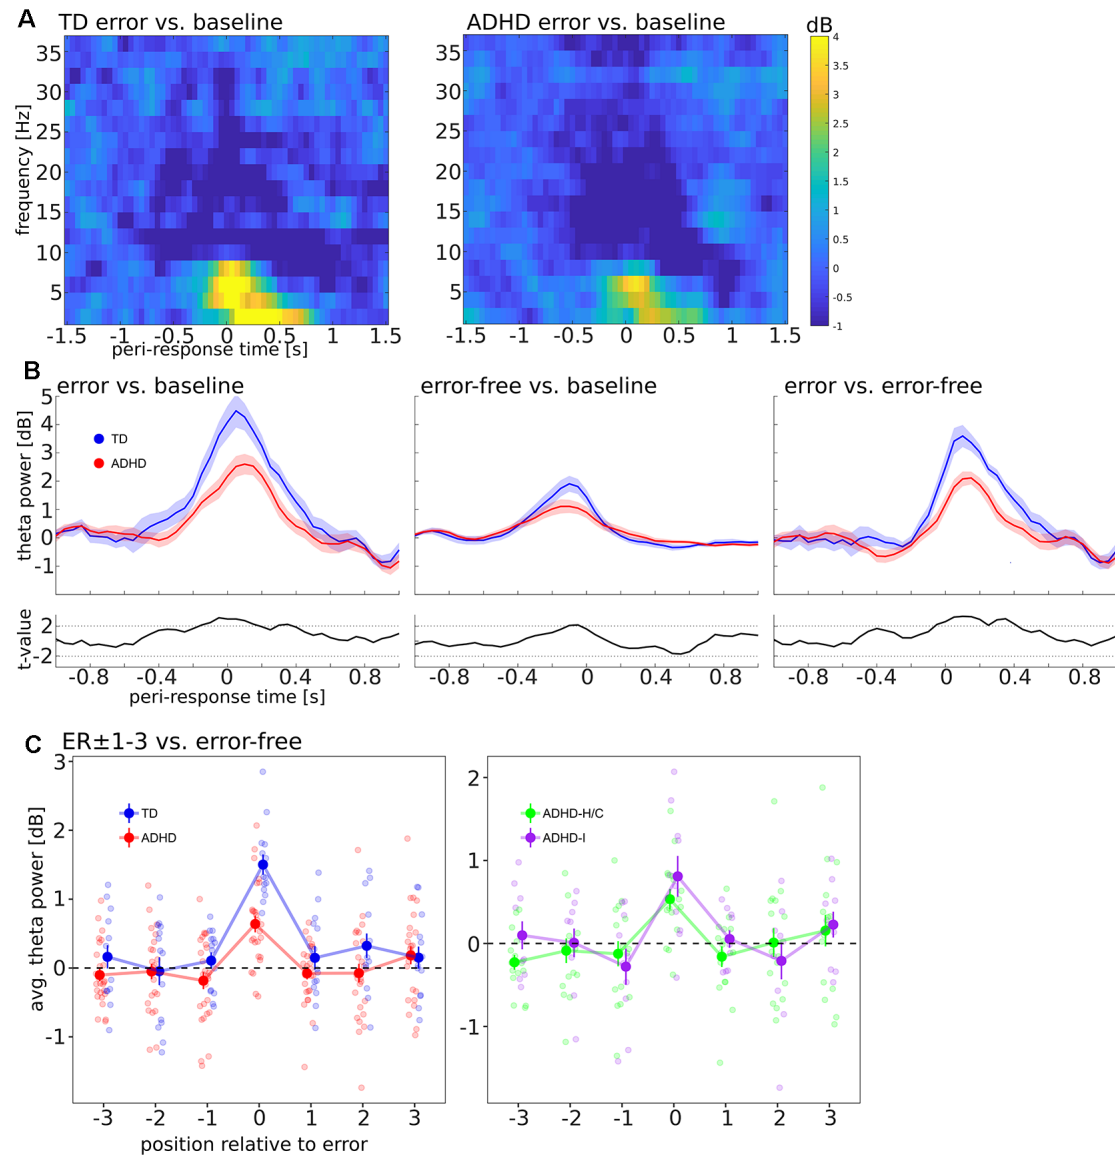 A
TD error vs. baseline
ADHD error vs. baseline
dB
frequency [Hz]
35
30
25
20
15
10
5
-1.5 -1 -0.5 0 0.5 1 1.5
peri-response time [s]
35
30
25
20
15
10
5
-1.5 -1 -0.5 0 0.5 1 1.5
4
3.5
3
2.5
2
1.5
1
0.5
0
-0.5
-1
B
error vs. baseline
error-free vs. baseline
error vs. error-free
theta power [dB]
5
4
3
2
1
0
-1
TD
ADHD
t-value
2
-2
-0.8 -0.4 0 0.4 0.8
-0.8 -0.4 0 0.4 0.8
-0.8 -0.4 0 0.4 0.8
peri-response time [s]
C
ER±1-3 vs. error-free
avg. theta power [dB]
3
2
1
0
-1
TD
ADHD
-3 -2 -1 0 1 2 3
position relative to error
2
1
0
-1
ADHD-H/C
ADHD-I
-3 -2 -1 0 1 2 3